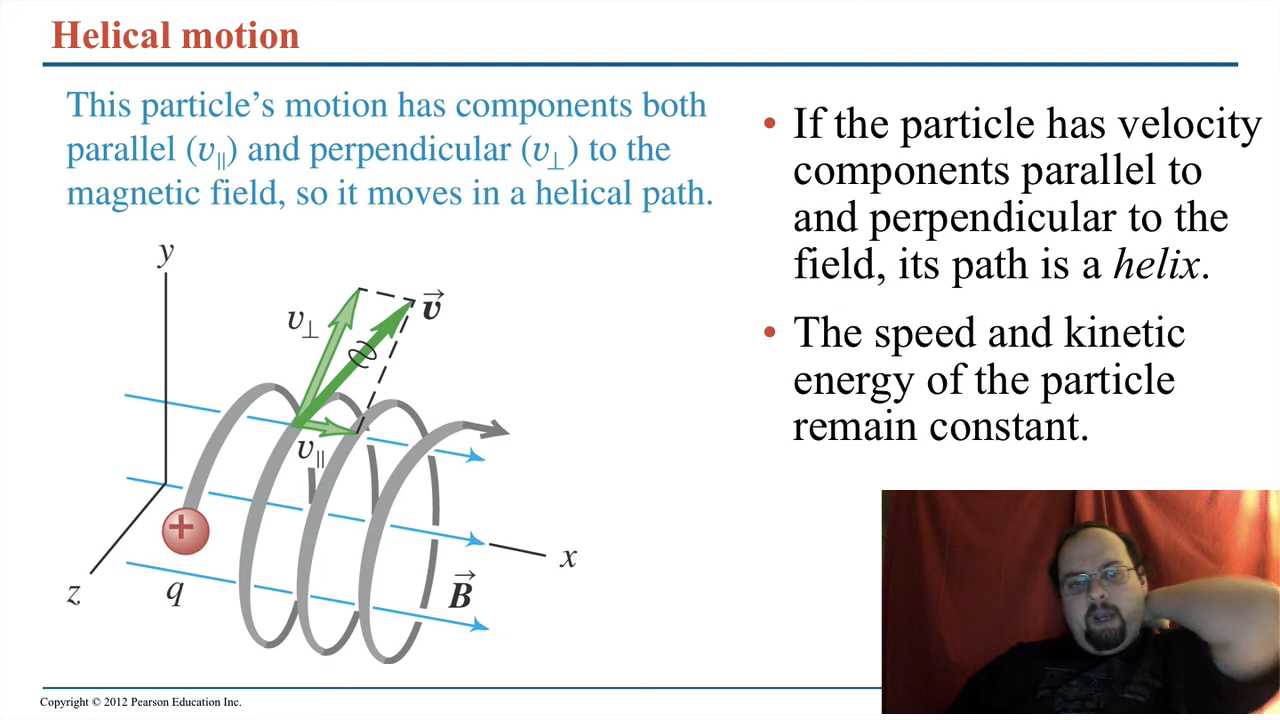 Helical motion
This particle's motion has components both
parallel (v∥) and perpendicular (v⊥) to the
magnetic field, so it moves in a helical path.
• If the particle has velocity
components parallel to
and perpendicular to the
field, its path is a helix.
• The speed and kinetic
energy of the particle
remain constant.
y
v⊥
v⃗
v∥
+
x
z
q
B⃗
Copyright © 2012 Pearson Education Inc.